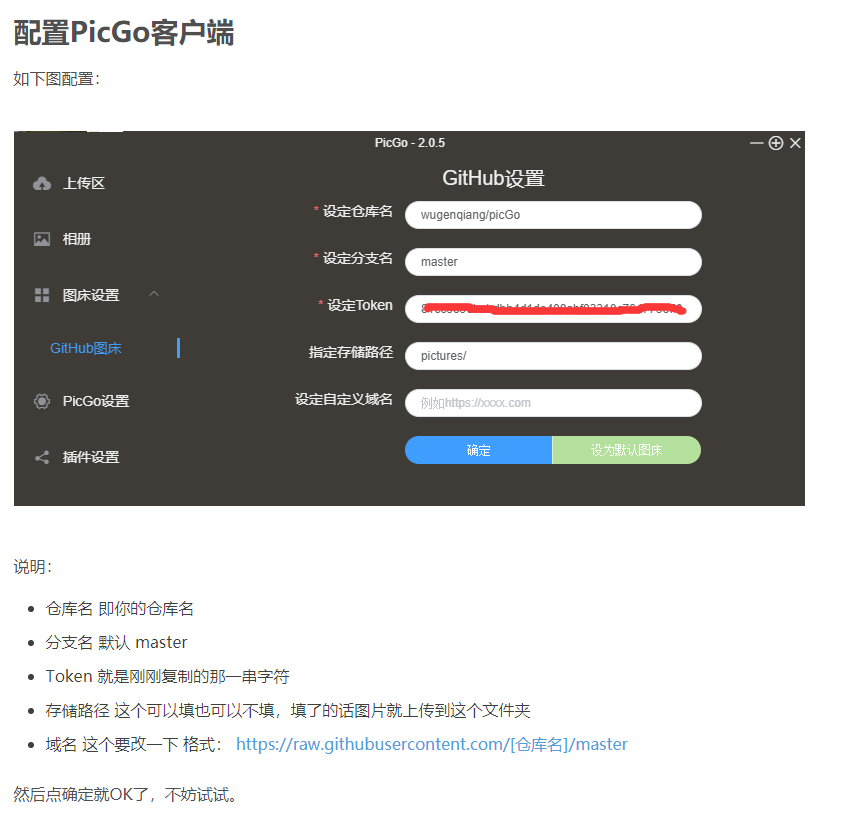 配置PicGo客户端
如下图配置：
PicGo - 2.0.5
上传区
相册
图床设置
GitHub图床
PicGo设置
插件设置
GitHub设置
* 设定仓库名 wugenqiang/picGo
* 设定分支名 master
* 设定Token
指定存储路径 pictures/
设定自定义域名 例如https://xxxx.com
确定 设为默认图床
说明：
仓库名 即你的仓库名
分支名 默认 master
Token 就是刚刚复制的那一串字符
存储路径 这个可以填也可以不填，填了的话图片就上传到这个文件夹
域名 这个要改一下 格式： https://raw.githubusercontent.com/[仓库名]/master
然后点确定就OK了，不妨试试。